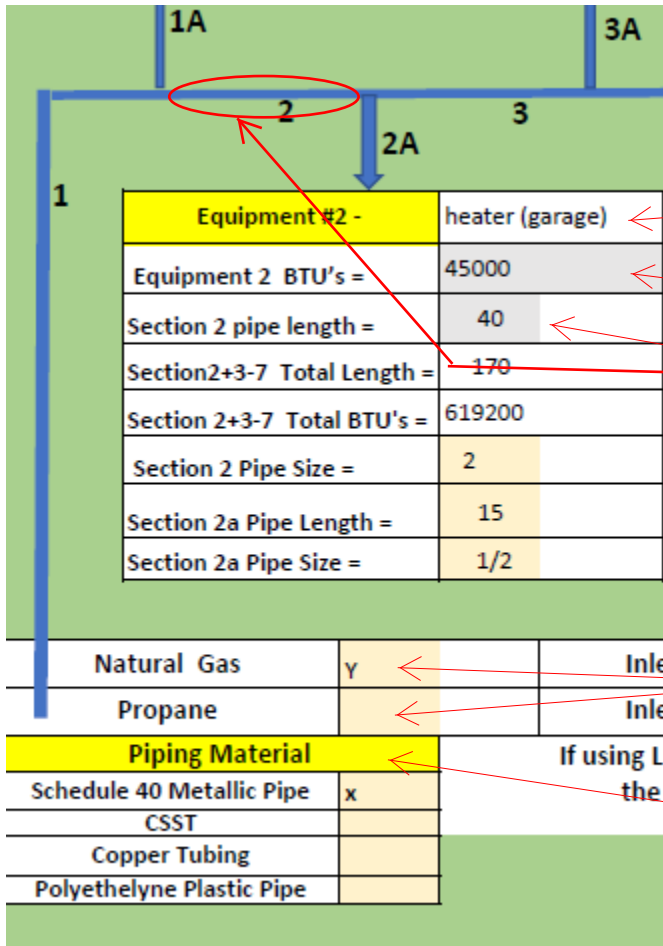 1A
3A
2
3
2A
1
Equipment #2 - heater (garage)
Equipment 2 BTU's = 45000
Section 2 pipe length = 40
Section2+3-7 Total Length = 170
Section 2+3-7 Total BTU's = 619200
Section 2 Pipe Size = 2
Section 2a Pipe Length = 15
Section 2a Pipe Size = 1/2
Natural Gas Y Inle
Propane Inle
Piping Material If using L
Schedule 40 Metallic Pipe x the
CSST
Copper Tubing
Polyethelyne Plastic Pipe